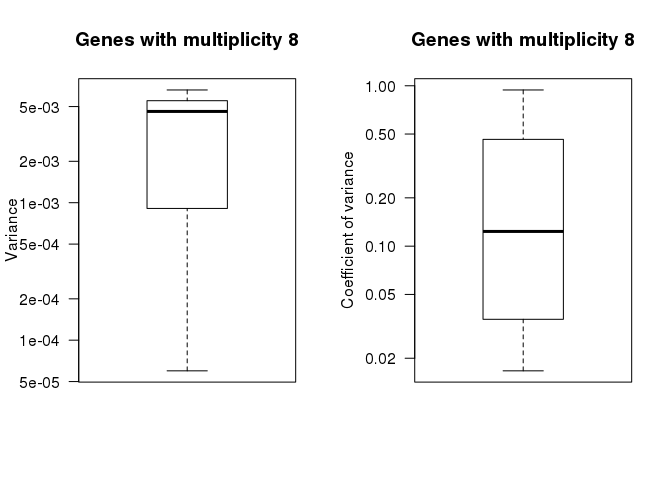 Genes with multiplicity 8
Variance
5e-03
2e-03
1e-03
5e-04
2e-04
1e-04
5e-05
Genes with multiplicity 8
Coefficient of variance
1.00
0.50
0.20
0.10
0.05
0.02